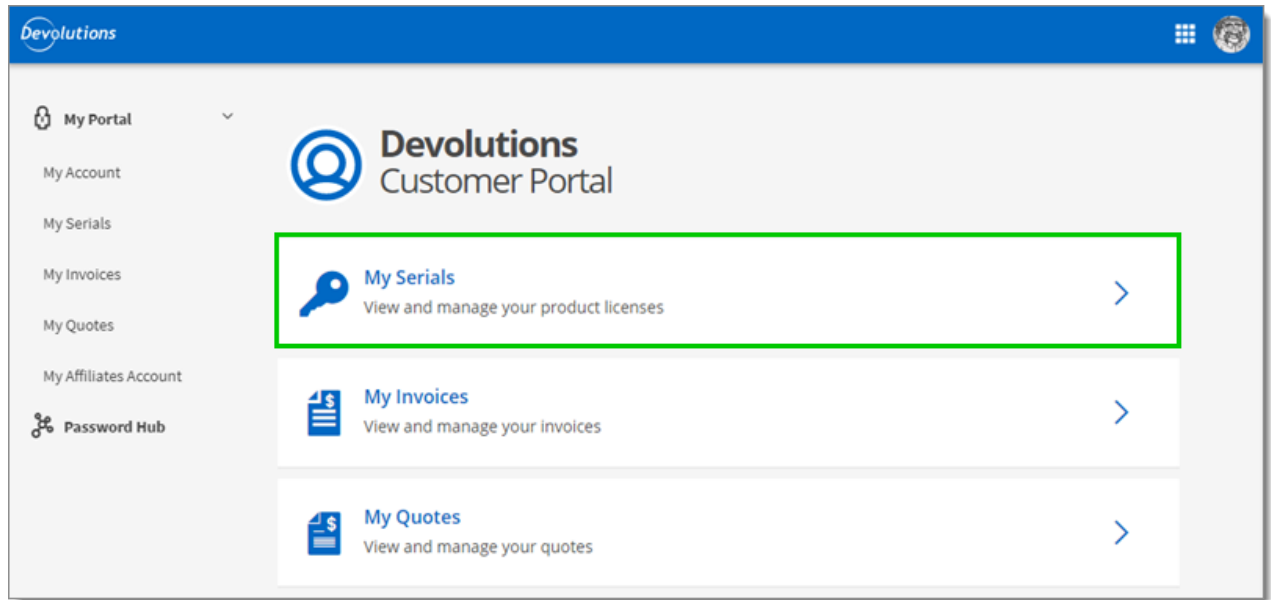 Devolutions
My Portal
My Account
My Serials
My Invoices
My Quotes
My Affiliates Account
Password Hub
Devolutions
Customer Portal
My Serials
View and manage your product licenses
My Invoices
View and manage your invoices
My Quotes
View and manage your quotes